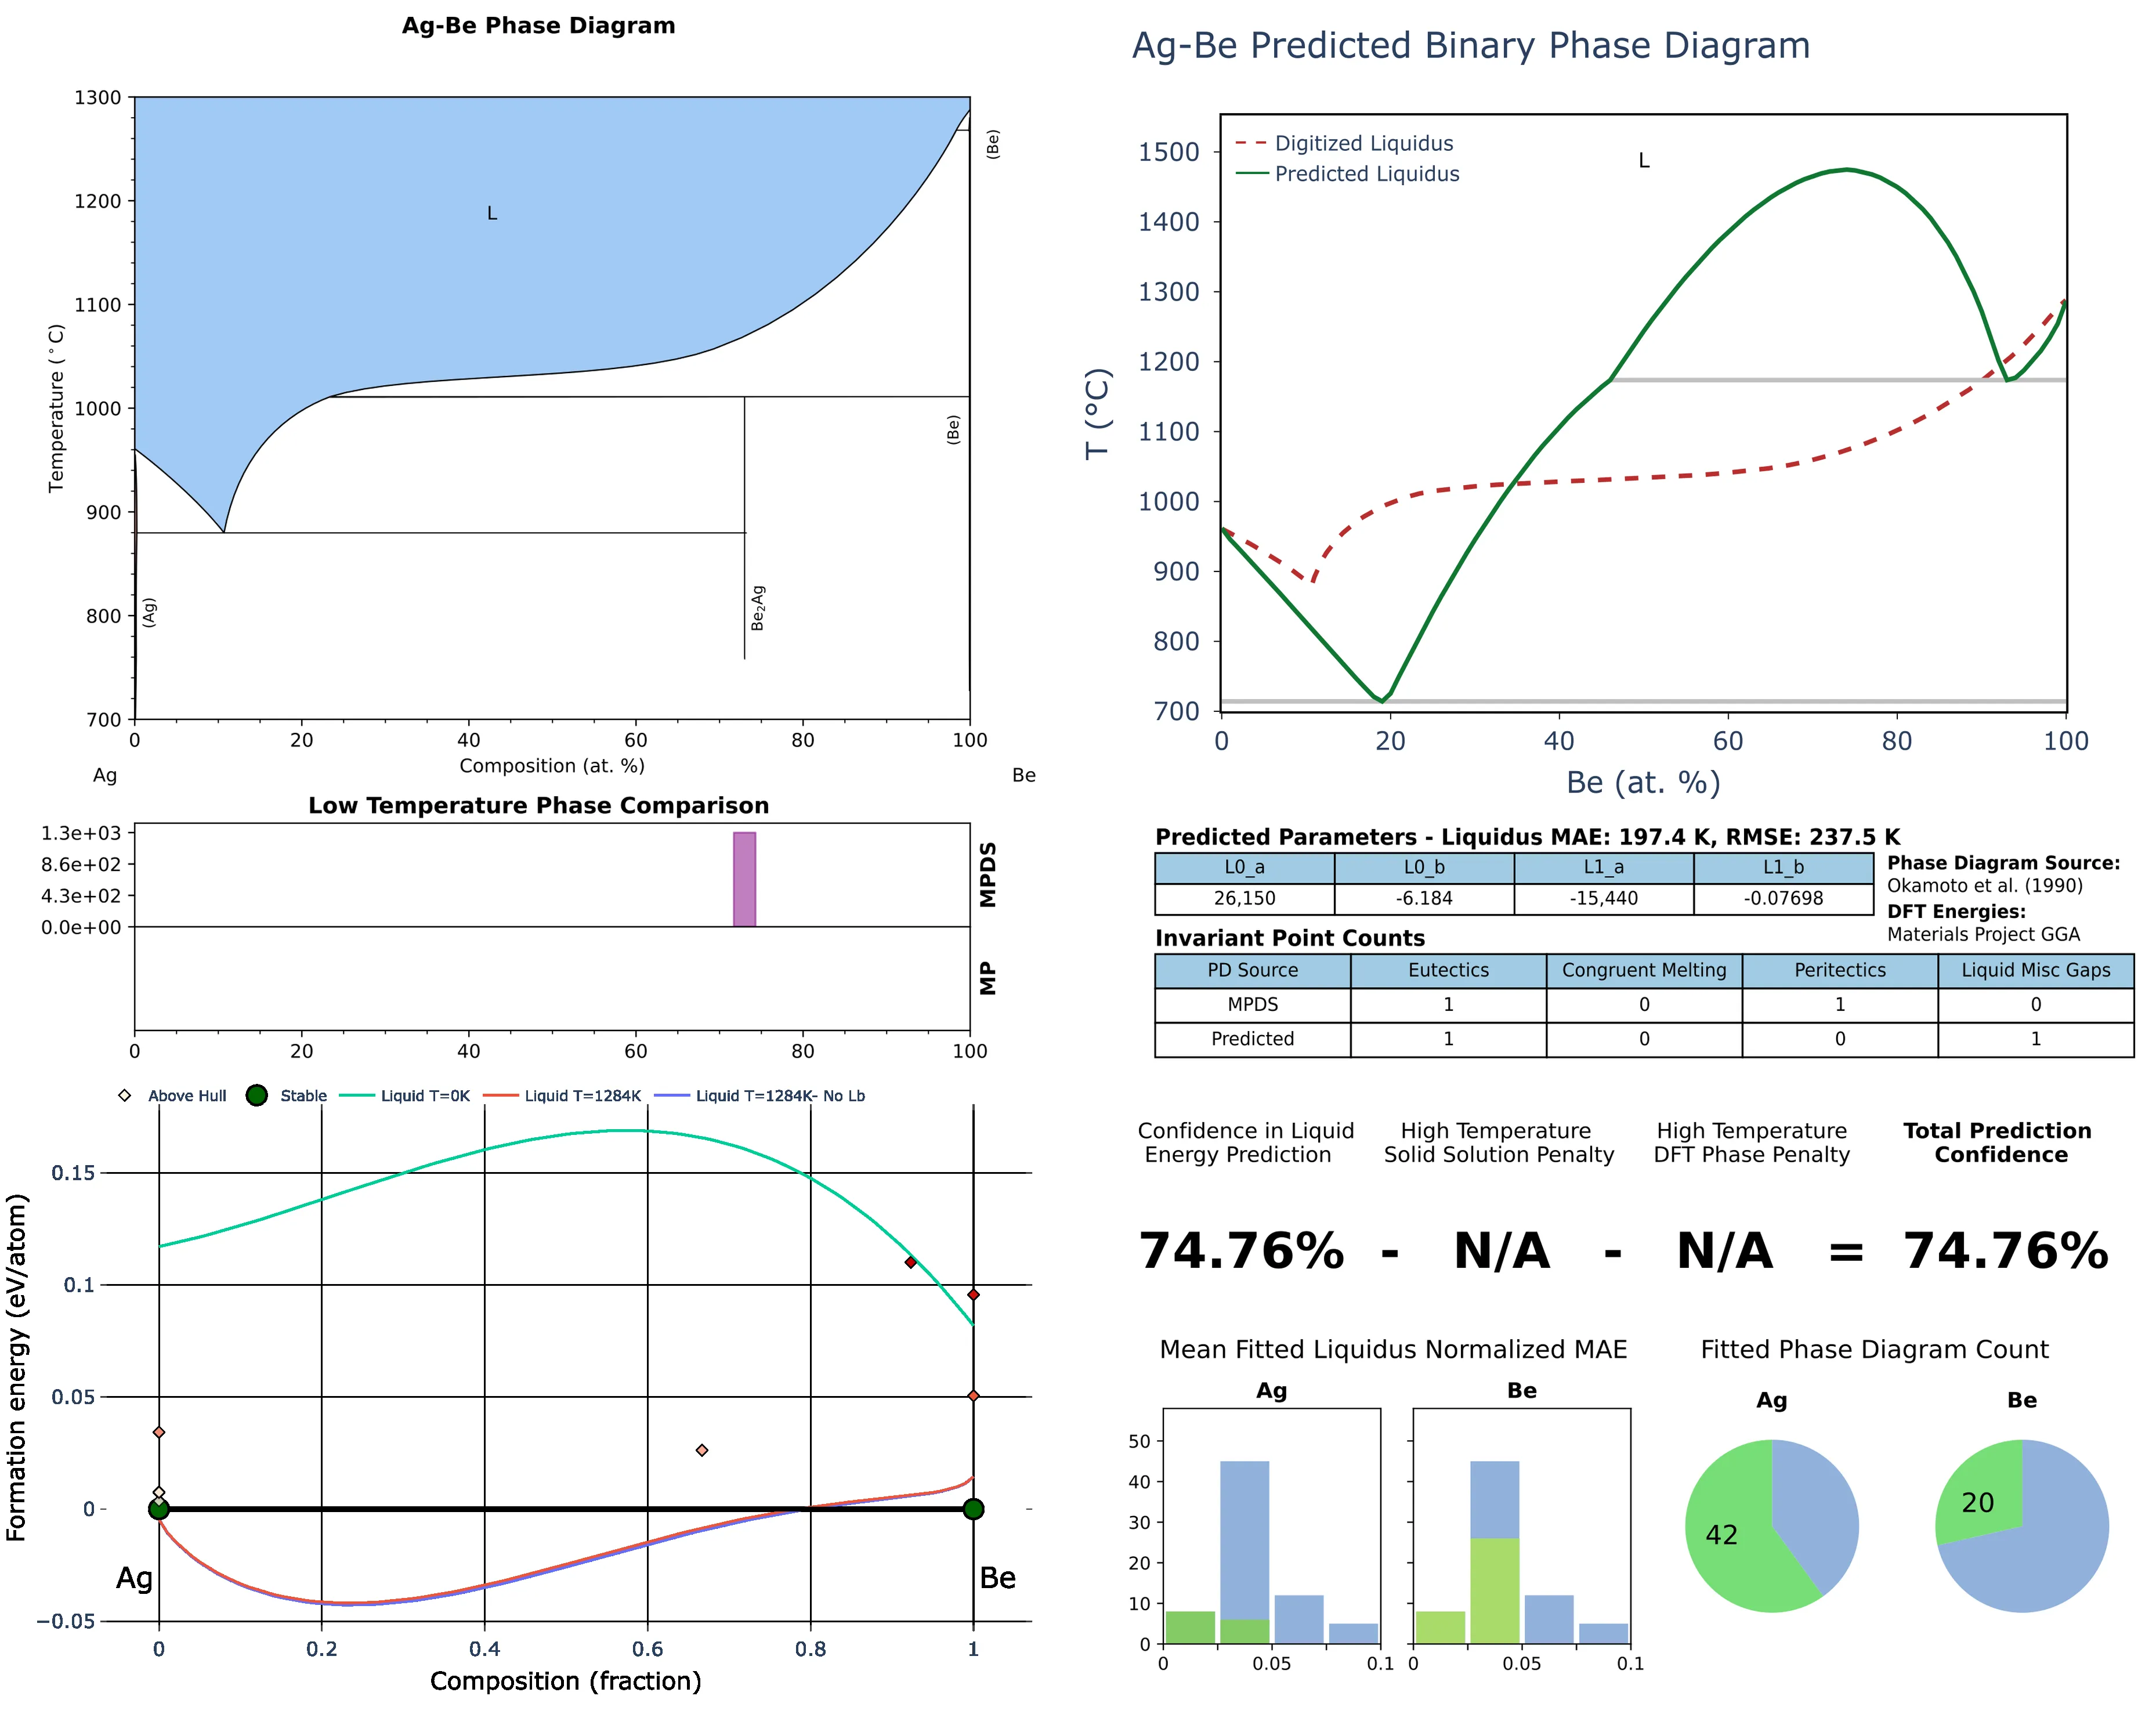 Ag-Be Phase Diagram
1300
1200
1100
1000
900
800
700
Temperature (°C)
L
(Be)
(Be)
(Ag)
Be₂Ag
0 20 40 60 80 100
Composition (at. %)
Ag Be
Low Temperature Phase Comparison
1.3e+03
8.6e+02
4.3e+02
0.0e+00
MPDS
MP
0 20 40 60 80 100
Above Hull Stable Liquid T=0K Liquid T=1284K Liquid T=1284K- No Lb
0.15
0.1
0.05
0
−0.05
Formation energy (eV/atom)
Ag Be
0 0.2 0.4 0.6 0.8 1
Composition (fraction)
Ag-Be Predicted Binary Phase Diagram
Digitized Liquidus
Predicted Liquidus
L
1500
1400
1300
1200
1100
1000
900
800
700
T (°C)
0 20 40 60 80 100
Be (at. %)
Predicted Parameters - Liquidus MAE: 197.4 K, RMSE: 237.5 K
L0_a L0_b L1_a L1_b
26,150 -6.184 -15,440 -0.07698
Phase Diagram Source:
Okamoto et al. (1990)
DFT Energies:
Materials Project GGA
Invariant Point Counts
PD Source Eutectics Congruent Melting Peritectics Liquid Misc Gaps
MPDS 1 0 1 0
Predicted 1 0 0 1
Confidence in Liquid
Energy Prediction
High Temperature
Solid Solution Penalty
High Temperature
DFT Phase Penalty
Total Prediction
Confidence
74.76% - N/A - N/A = 74.76%
Mean Fitted Liquidus Normalized MAE
Ag Be
50
40
30
20
10
0
0 0.05 0.1 0 0.05 0.1
Fitted Phase Diagram Count
Ag Be
42 20